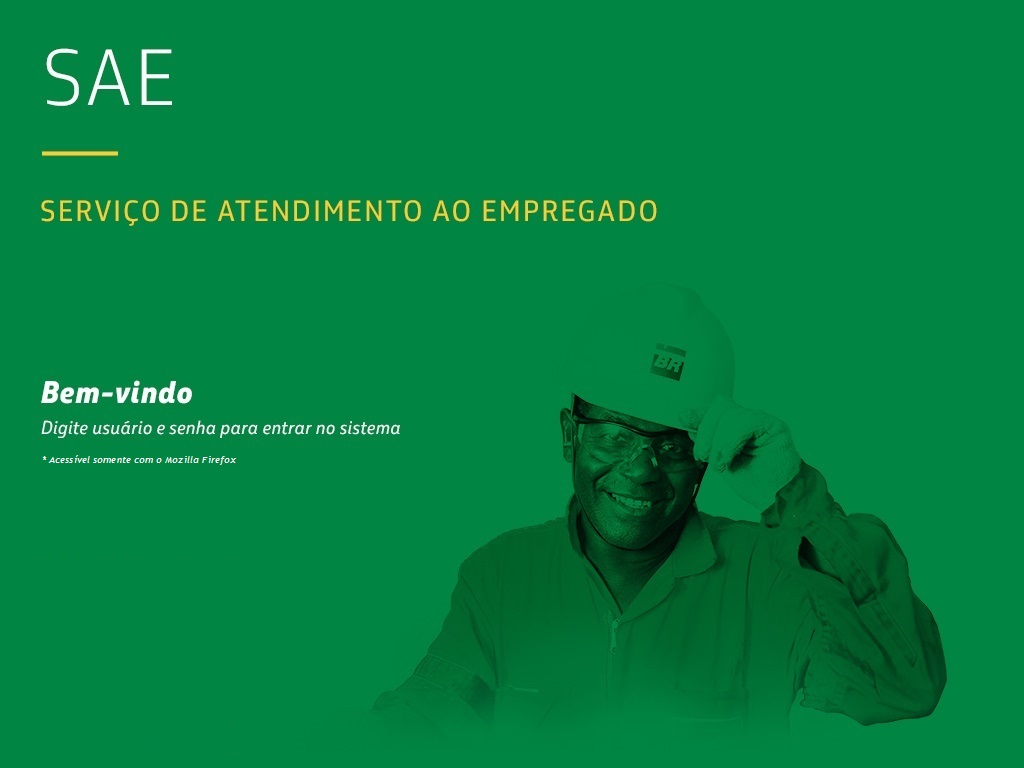 SAE
SERVIÇO DE ATENDIMENTO AO EMPREGADO
BR
Bem-vindo
Digite usuário e senha para entrar no sistema
* Acessível somente com o Mozilla Firefox